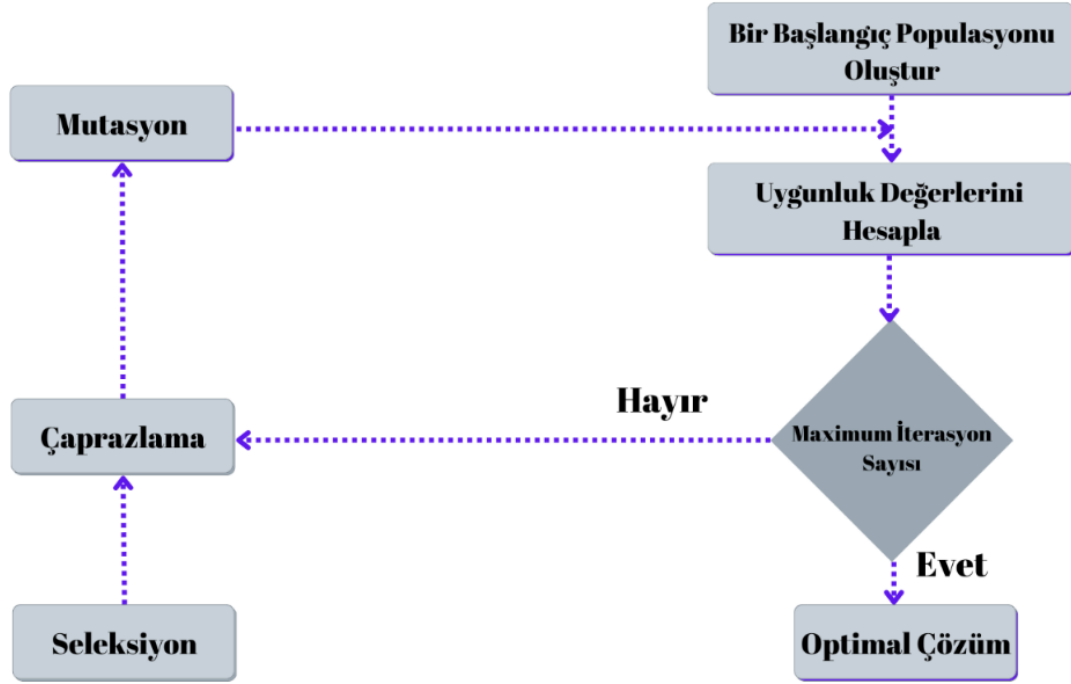 Bir Başlangıç Populasyonu
Oluştur
Mutasyon
Uygunluk Değerlerini
Hesapla
Hayır
Çaprazlama
Maximum İterasyon
Sayısı
Evet
Seleksiyon
Optimal Çözüm